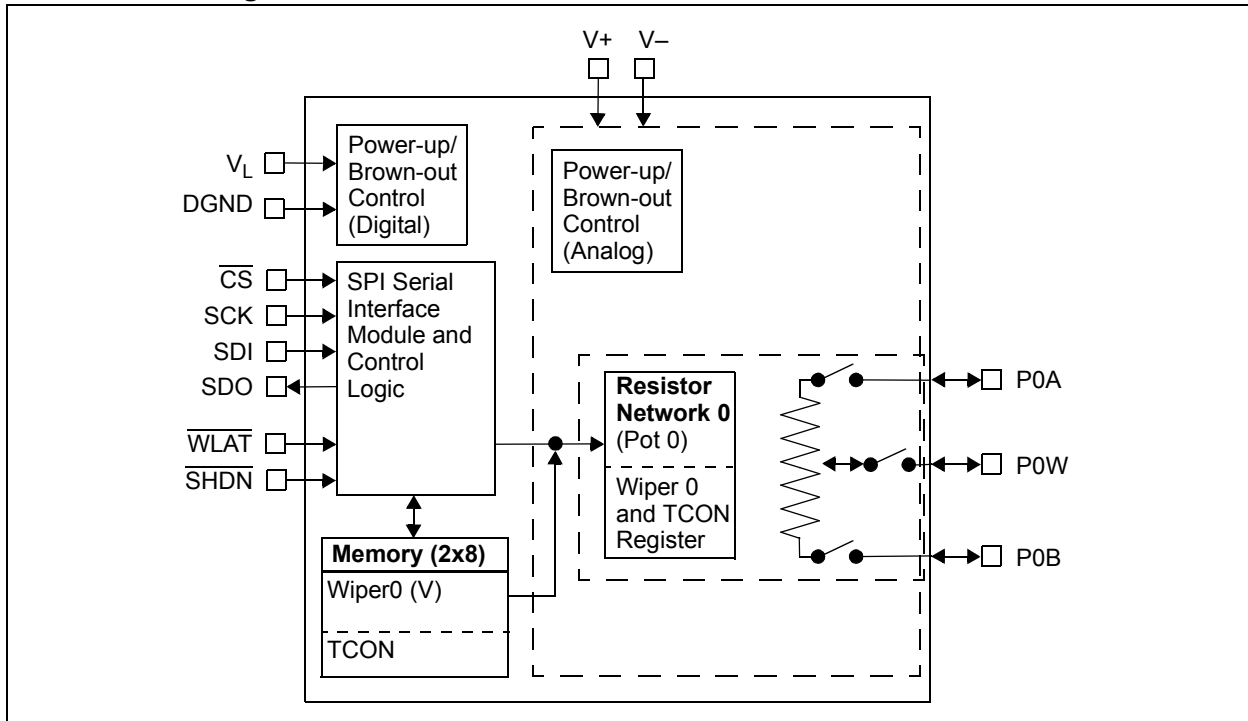 V+ V–
Power-up/
Brown-out
Control
(Digital)
Power-up/
Brown-out
Control
(Analog)
VL
DGND
CS
SCK
SDI
SDO
WLAT
SHDN
SPI Serial
Interface
Module and
Control
Logic
Resistor
Network 0
(Pot 0)
Wiper 0
and TCON
Register
P0A
P0W
P0B
Memory (2x8)
Wiper0 (V)
TCON